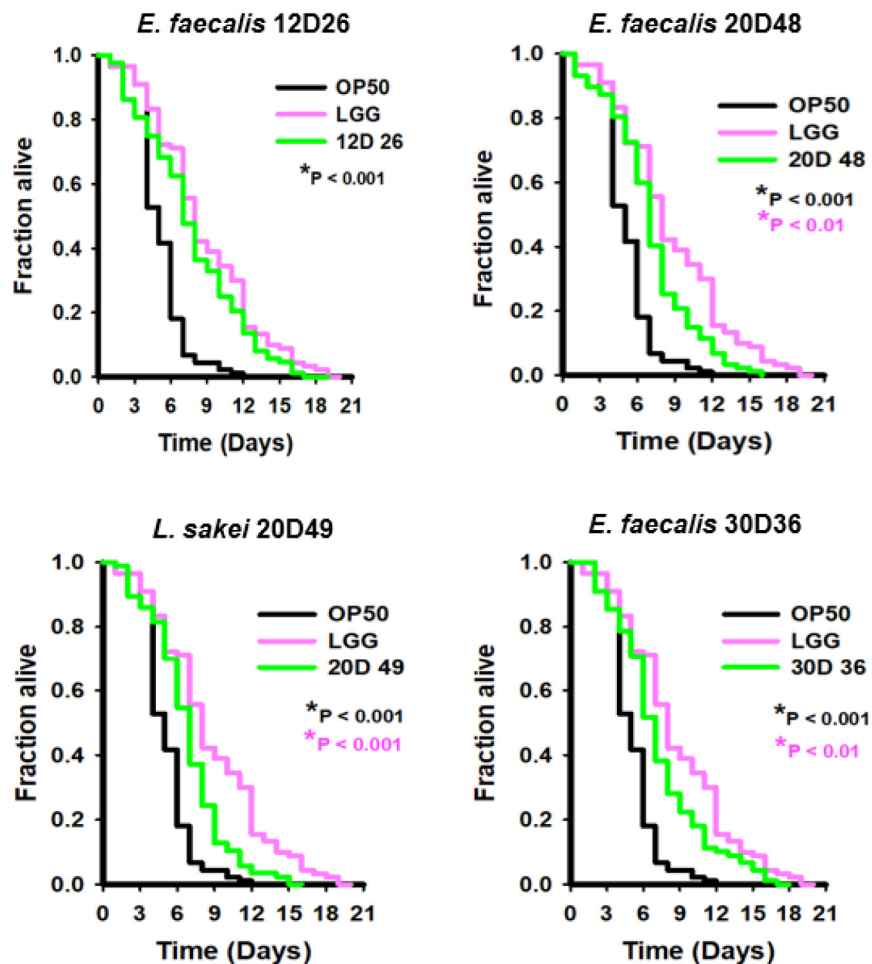 E. faecalis 12D26
1.0
0.8
0.6
0.4
0.2
0.0
Fraction alive
OP50
LGG
12D 26
*P < 0.001
0 3 6 9 12 15 18 21
Time (Days)
E. faecalis 20D48
1.0
0.8
0.6
0.4
0.2
0.0
Fraction alive
OP50
LGG
20D 48
*P < 0.001
*P < 0.01
0 3 6 9 12 15 18 21
Time (Days)
L. sakei 20D49
1.0
0.8
0.6
0.4
0.2
0.0
Fraction alive
OP50
LGG
20D 49
*P < 0.001
*P < 0.001
0 3 6 9 12 15 18 21
Time (Days)
E. faecalis 30D36
1.0
0.8
0.6
0.4
0.2
0.0
Fraction alive
OP50
LGG
30D 36
*P < 0.001
*P < 0.01
0 3 6 9 12 15 18 21
Time (Days)